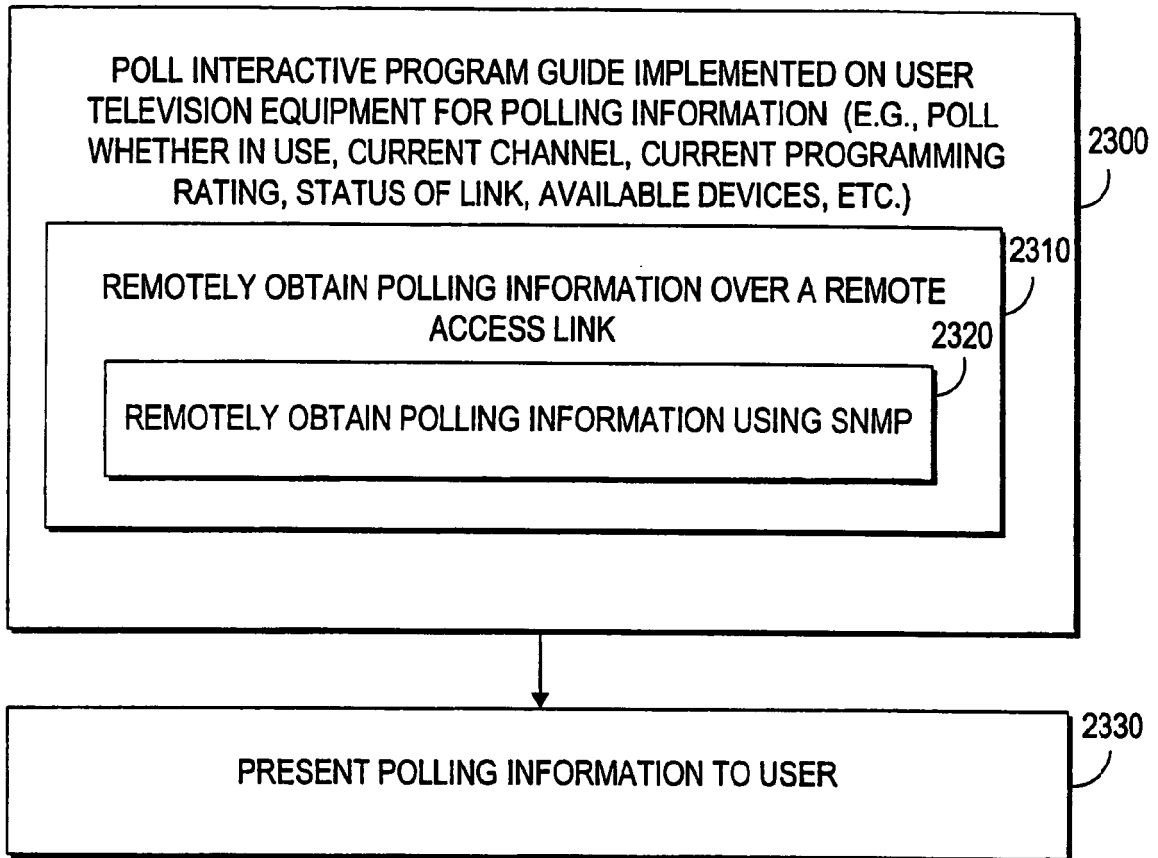 POLL INTERACTIVE PROGRAM GUIDE IMPLEMENTED ON USER
TELEVISION EQUIPMENT FOR POLLING INFORMATION (E.G., POLL
WHETHER IN USE, CURRENT CHANNEL, CURRENT PROGRAMMING
RATING, STATUS OF LINK, AVAILABLE DEVICES, ETC.)
2300
2310
REMOTELY OBTAIN POLLING INFORMATION OVER A REMOTE
ACCESS LINK
2320
REMOTELY OBTAIN POLLING INFORMATION USING SNMP
2330
PRESENT POLLING INFORMATION TO USER